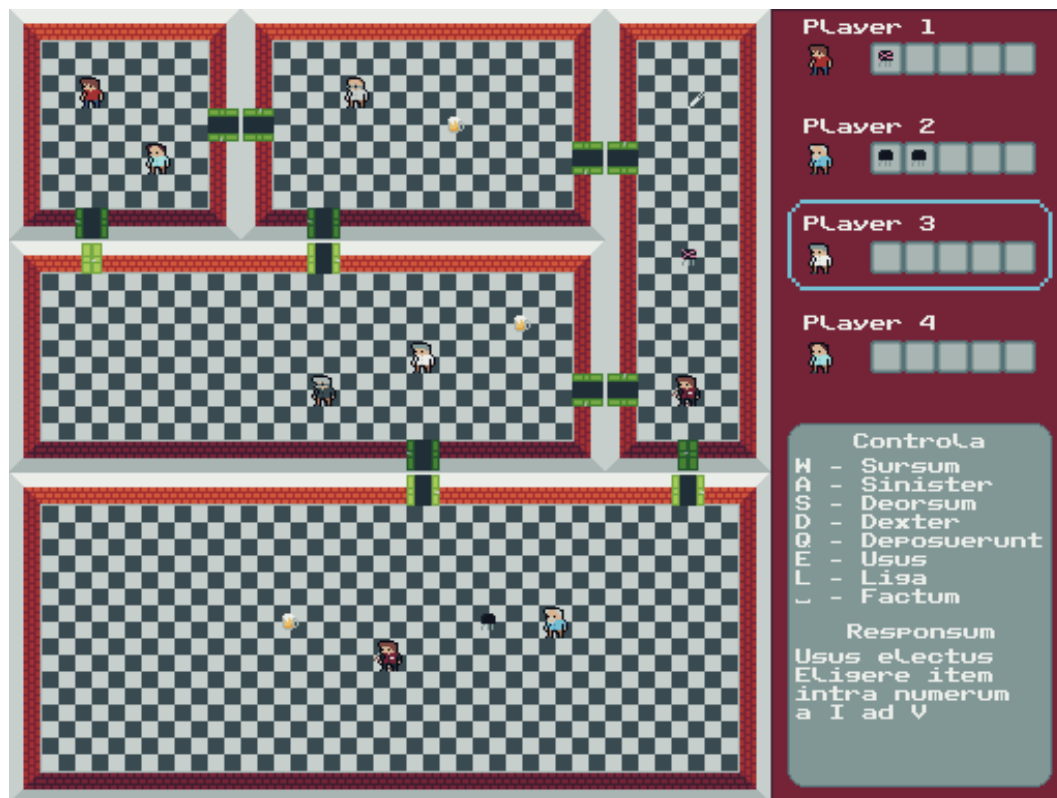 Player 1
Player 2
Player 3
Player 4
Controla
W - Sursum
A - Sinister
S - Deorsum
D - Dexter
Q - Deposuerunt
E - Usus
L - Liga
⌴ - Factum
Responsum
Usus electus
Eligere item
intra numerum
a I ad V